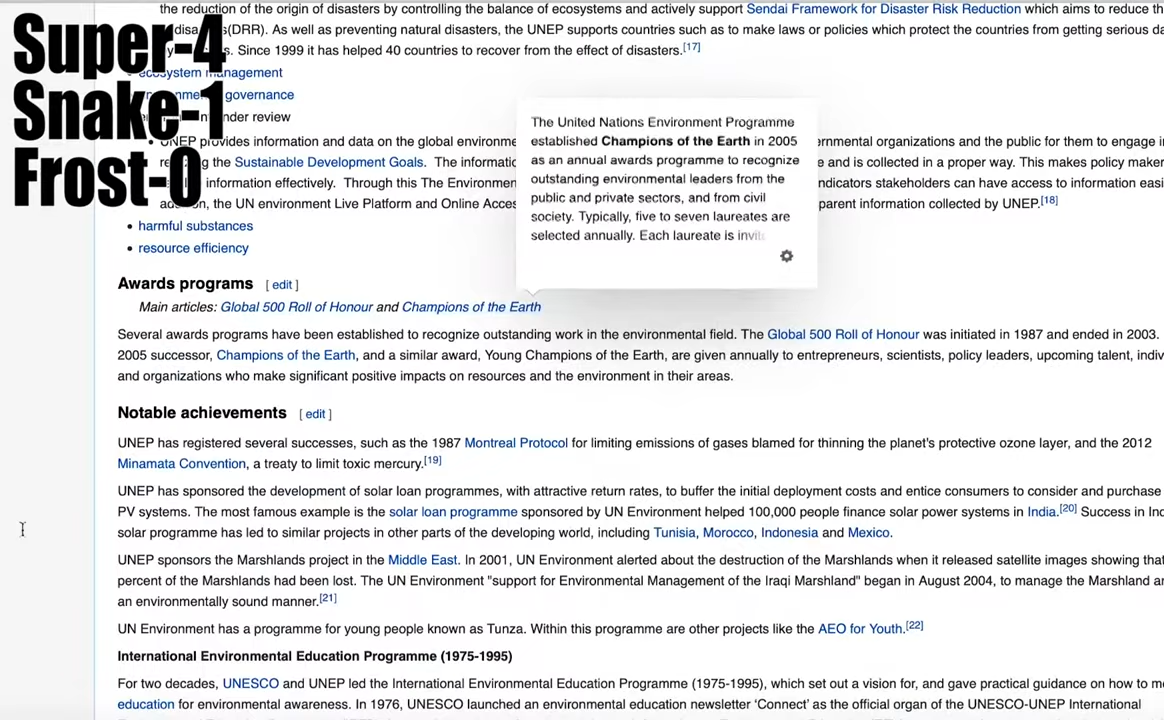 the reduction of the origin of disasters by controlling the balance of ecosystems and actively support Sendai Framework for Disaster Risk Reduction which aims to reduce th
Super-4
(DRR). As well as preventing natural disasters, the UNEP supports countries such as to make laws or policies which protect the countries from getting serious da
Since 1999 it has helped 40 countries to recover from the effect of disasters.[17]
ecosystem management
Snake-1
governance
under review
UNEP provides information and data on the global environme
ernmental organizations and the public for them to engage i
Frost-0
the Sustainable Development Goals. The informatic
e and is collected in a proper way. This makes policy maker
information effectively. Through this The Environmen
ndicators stakeholders can have access to information easi
the UN environment Live Platform and Online Acces
parent information collected by UNEP.[18]
The United Nations Environment Programme
established Champions of the Earth in 2005
as an annual awards programme to recognize
outstanding environmental leaders from the
public and private sectors, and from civil
society. Typically, five to seven laureates are
selected annually. Each laureate is invit
• harmful substances
• resource efficiency
Awards programs [ edit ]
Main articles: Global 500 Roll of Honour and Champions of the Earth
Several awards programs have been established to recognize outstanding work in the environmental field. The Global 500 Roll of Honour was initiated in 1987 and ended in 2003.
2005 successor, Champions of the Earth, and a similar award, Young Champions of the Earth, are given annually to entrepreneurs, scientists, policy leaders, upcoming talent, indiv
and organizations who make significant positive impacts on resources and the environment in their areas.
Notable achievements [ edit ]
UNEP has registered several successes, such as the 1987 Montreal Protocol for limiting emissions of gases blamed for thinning the planet's protective ozone layer, and the 2012
Minamata Convention, a treaty to limit toxic mercury.[19]
UNEP has sponsored the development of solar loan programmes, with attractive return rates, to buffer the initial deployment costs and entice consumers to consider and purchase
PV systems. The most famous example is the solar loan programme sponsored by UN Environment helped 100,000 people finance solar power systems in India.[20] Success in Ind
solar programme has led to similar projects in other parts of the developing world, including Tunisia, Morocco, Indonesia and Mexico.
UNEP sponsors the Marshlands project in the Middle East. In 2001, UN Environment alerted about the destruction of the Marshlands when it released satellite images showing that
percent of the Marshlands had been lost. The UN Environment "support for Environmental Management of the Iraqi Marshland" began in August 2004, to manage the Marshland a
an environmentally sound manner.[21]
UN Environment has a programme for young people known as Tunza. Within this programme are other projects like the AEO for Youth.[22]
International Environmental Education Programme (1975-1995)
For two decades, UNESCO and UNEP led the International Environmental Education Programme (1975-1995), which set out a vision for, and gave practical guidance on how to m
education for environmental awareness. In 1976, UNESCO launched an environmental education newsletter 'Connect' as the official organ of the UNESCO-UNEP International